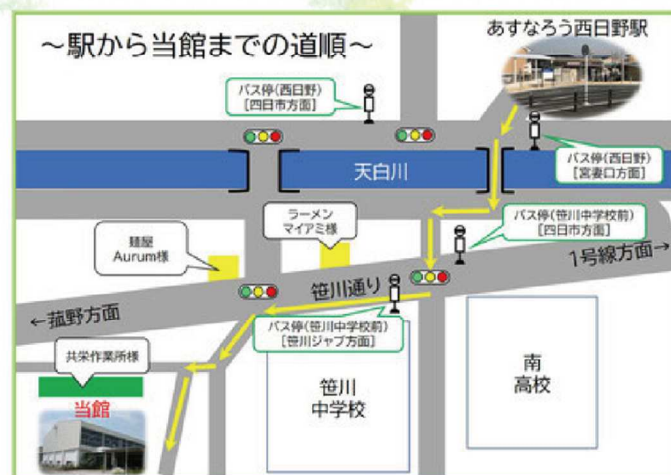 〜駅から当館までの道順〜
あすなろう西日野駅
バス停(西日野)
[四日市方面]
バス停(西日野)
[宮妻口方面]
天白川
ラーメン
マイアミ様
麺屋
Aurum様
バス停(笹川中学校前)
[四日市方面]
1号線方面→
笹川通り
←菰野方面
バス停(笹川中学校前)
[笹川ジャブ方面]
共栄作業所様
当館
笹川
中学校
南
高校